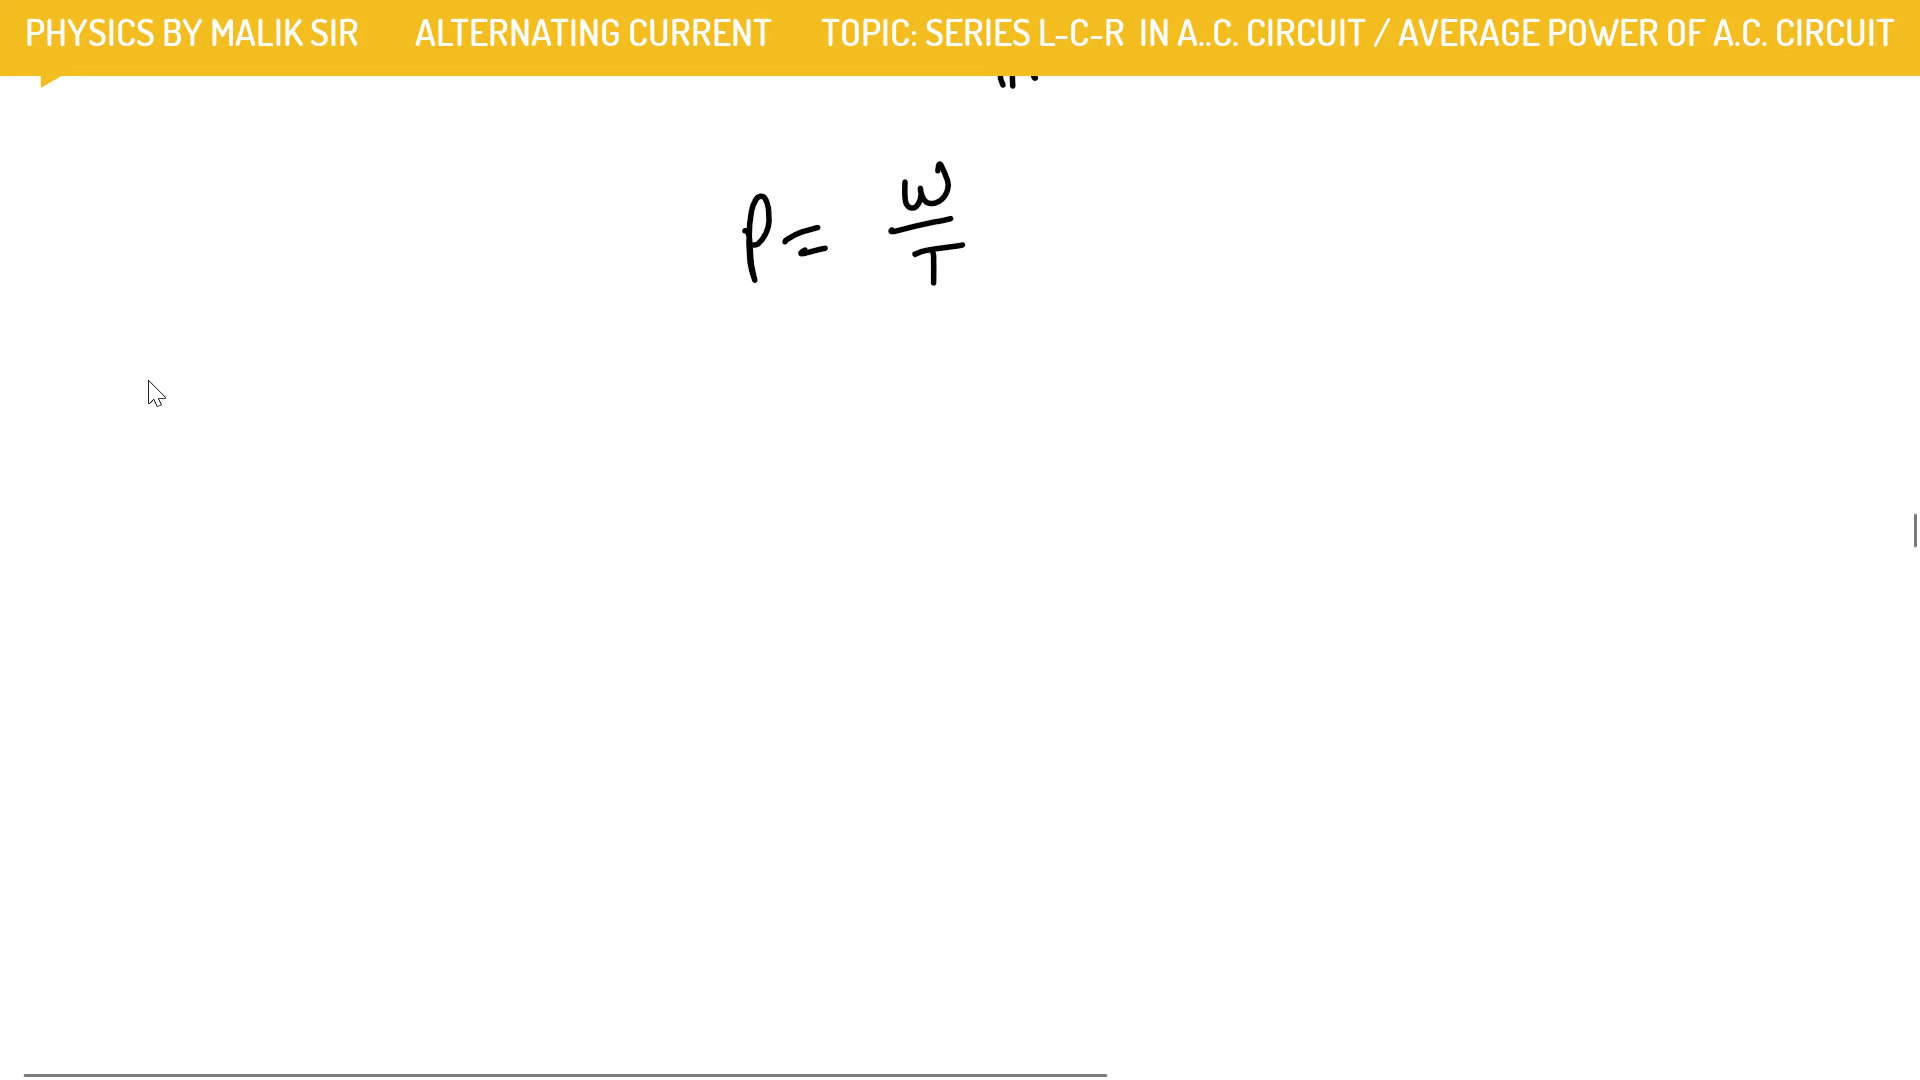 PHYSICS BY MALIK SIR ALTERNATING CURRENT TOPIC: SERIES L-C-R IN A..C. CIRCUIT / AVERAGE POWER OF A.C. CIRCUIT
P = W/T